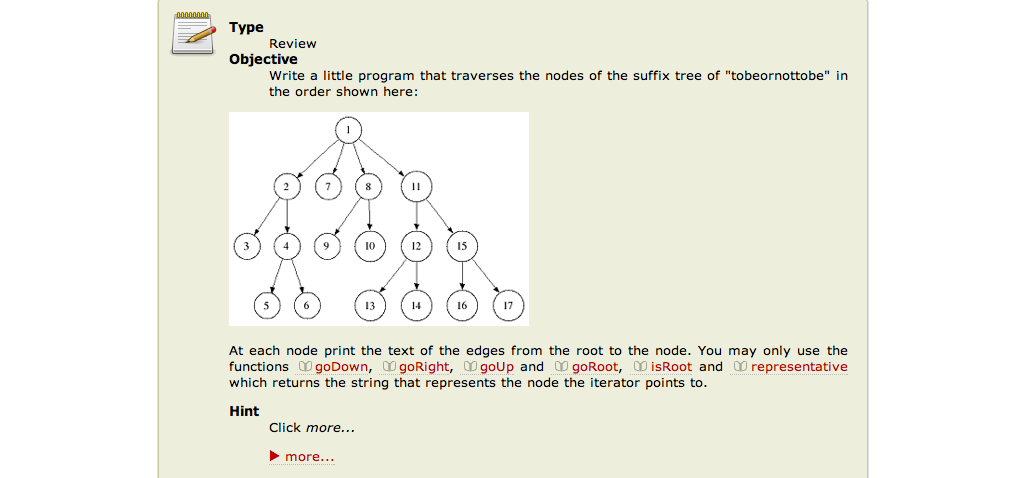 Type
Review
Objective
Write a little program that traverses the nodes of the suffix tree of "tobeornottobe" in
the order shown here:
1
2 7 8 11
3 4 9 10 12 15
5 6 13 14 16 17
At each node print the text of the edges from the root to the node. You may only use the
functions goDown, goRight, goUp and goRoot, isRoot and representative
which returns the string that represents the node the iterator points to.
Hint
Click more...
more...